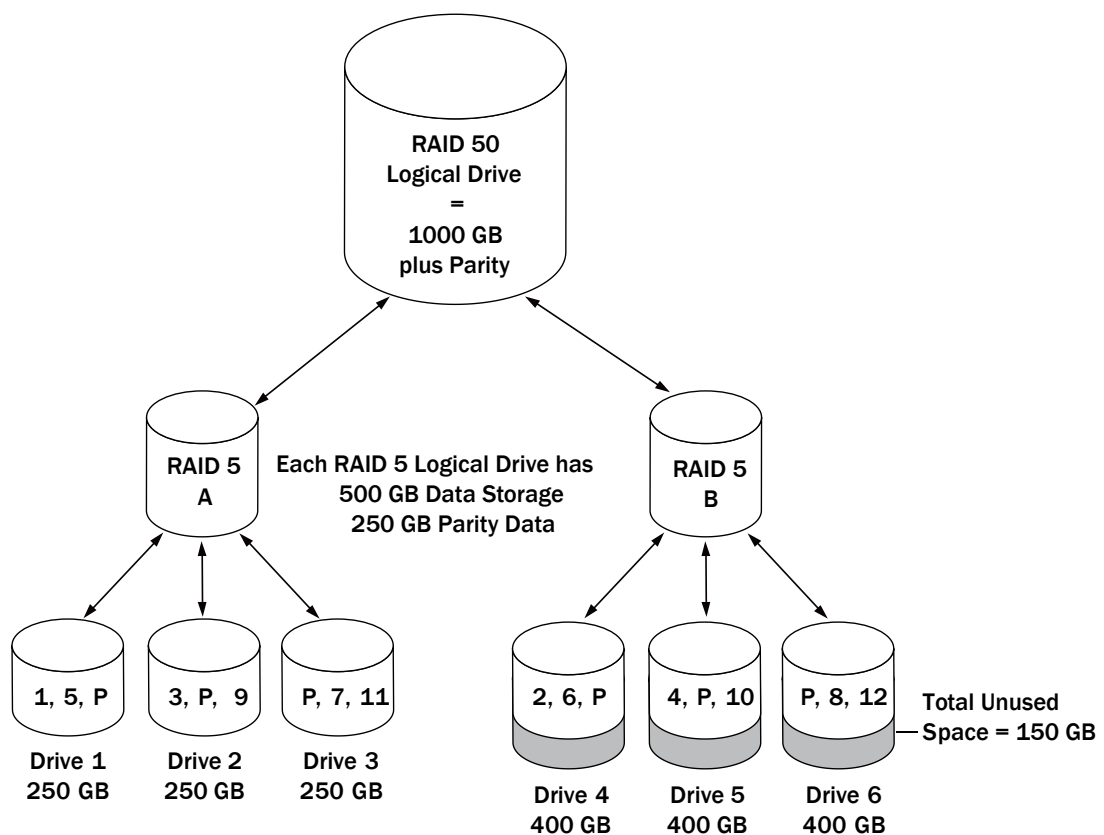 RAID 50
Logical Drive
=
1000 GB
plus Parity
RAID 5
A
Each RAID 5 Logical Drive has
500 GB Data Storage
250 GB Parity Data
RAID 5
B
1, 5, P
3, P, 9
P, 7, 11
2, 6, P
4, P, 10
P, 8, 12
Total Unused
Space = 150 GB
Drive 1
250 GB
Drive 2
250 GB
Drive 3
250 GB
Drive 4
400 GB
Drive 5
400 GB
Drive 6
400 GB